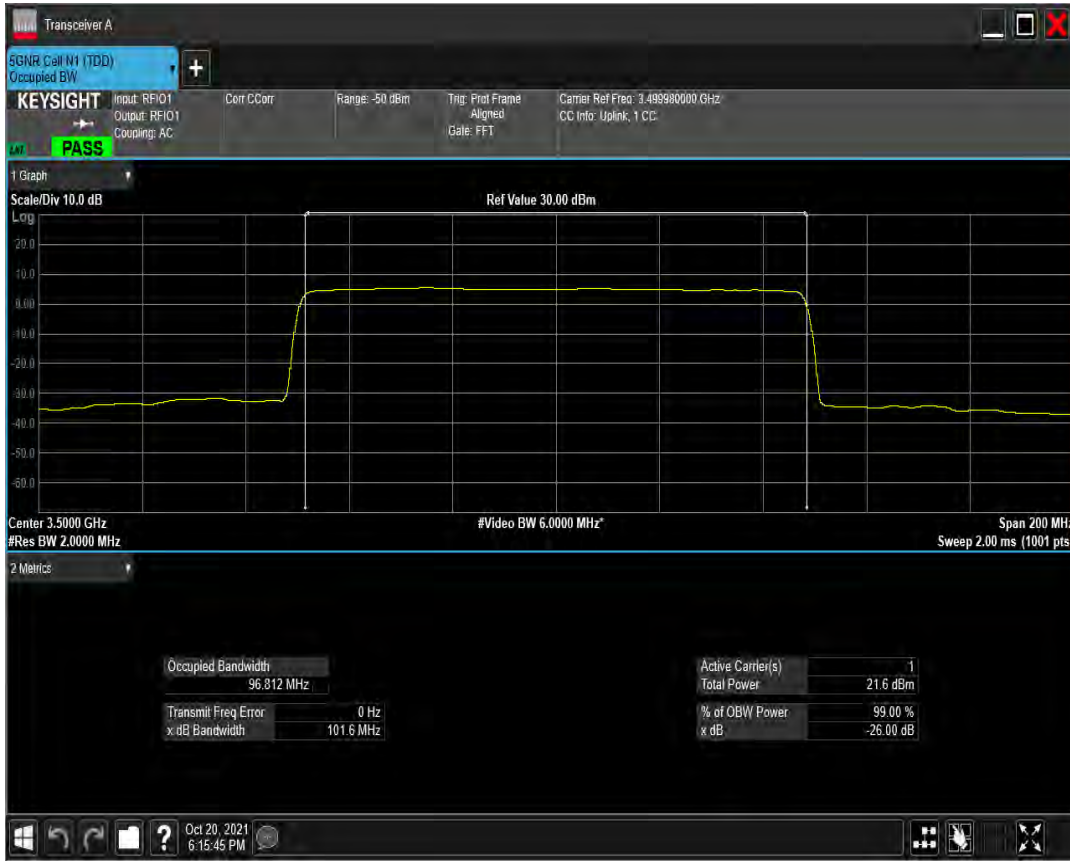 Transceiver A
5GNR Cell N1 (TDD)
Occupied BW
+
KEYSIGHT
Input: RFIO1
Output: RFIO1
Coupling: AC
Corr CCorr
Range: -50 dBm
Trig: Prot Frame
Aligned
Gate: FFT
Carrier Ref Freq: 3.499980000 GHz
CC Info: Uplink, 1 CC
PASS
1 Graph
Scale/Div 10.0 dB
Ref Value 30.00 dBm
Log
20.0
10.0
0.00
-10.0
-20.0
-30.0
-40.0
-50.0
-60.0
Center 3.5000 GHz
#Video BW 6.0000 MHz*
Span 200 MHz
#Res BW 2.0000 MHz
Sweep 2.00 ms (1001 pts
2 Metrics
Occupied Bandwidth
96.812 MHz
Transmit Freq Error 0 Hz
x dB Bandwidth 101.6 MHz
Active Carrier(s) 1
Total Power 21.6 dBm
% of OBW Power 99.00 %
x dB -26.00 dB
?
Oct 20, 2021
6:15:45 PM